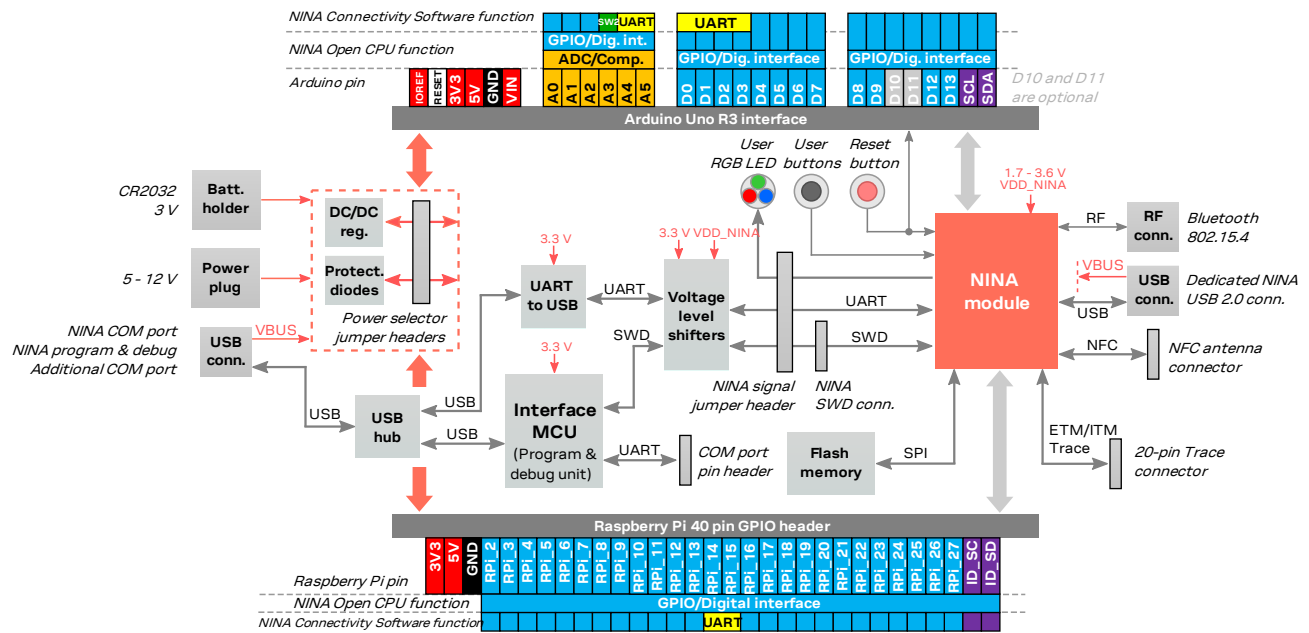 NINA Connectivity Software function
SW2 UART
UART
NINA Open CPU function
GPIO/Dig. int.
ADC/Comp.
GPIO/Dig. interface
GPIO/Dig. interface
Arduino pin
IOREF RESET 3V3 5V GND VIN
A0 A1 A2 A3 A4 A5
D0 D1 D2 D3 D4 D5 D6 D7
D8 D9 D10 D11 D12 D13 SCL SDA
D10 and D11
are optional
Arduino Uno R3 interface
User
RGB LED
User
buttons
Reset
button
1.7 - 3.6 V
VDD_NINA
CR2032
3 V
Batt.
holder
DC/DC
reg.
5 - 12 V
Power
plug
Protect.
diodes
Power selector
jumper headers
NINA COM port
NINA program & debug
Additional COM port
USB
conn.
VBUS
3.3 V
UART
to USB
UART
3.3 V VDD_NINA
Voltage
level
shifters
UART
SWD
SWD
NINA
module
RF
RF
conn.
Bluetooth
802.15.4
VBUS
USB
USB
conn.
Dedicated NINA
USB 2.0 conn.
NFC
NFC antenna
connector
3.3 V
USB
USB
hub
USB
USB
Interface
MCU
(Program &
debug unit)
UART
COM port
pin header
NINA signal
jumper header
NINA
SWD conn.
Flash
memory
SPI
ETM/ITM
Trace
20-pin Trace
connector
Raspberry Pi 40 pin GPIO header
Raspberry Pi pin
3V3 5V GND RPi_2 RPi_3 RPi_4 RPi_5 RPi_6 RPi_7 RPi_8 RPi_9 RPi_10 RPi_11 RPi_12 RPi_13 RPi_14 RPi_15 RPi_16 RPi_17 RPi_18 RPi_19 RPi_20 RPi_21 RPi_22 RPi_23 RPi_24 RPi_25 RPi_26 RPi_27 ID_SC ID_SD
NINA Open CPU function
GPIO/Digital interface
NINA Connectivity Software function
UART